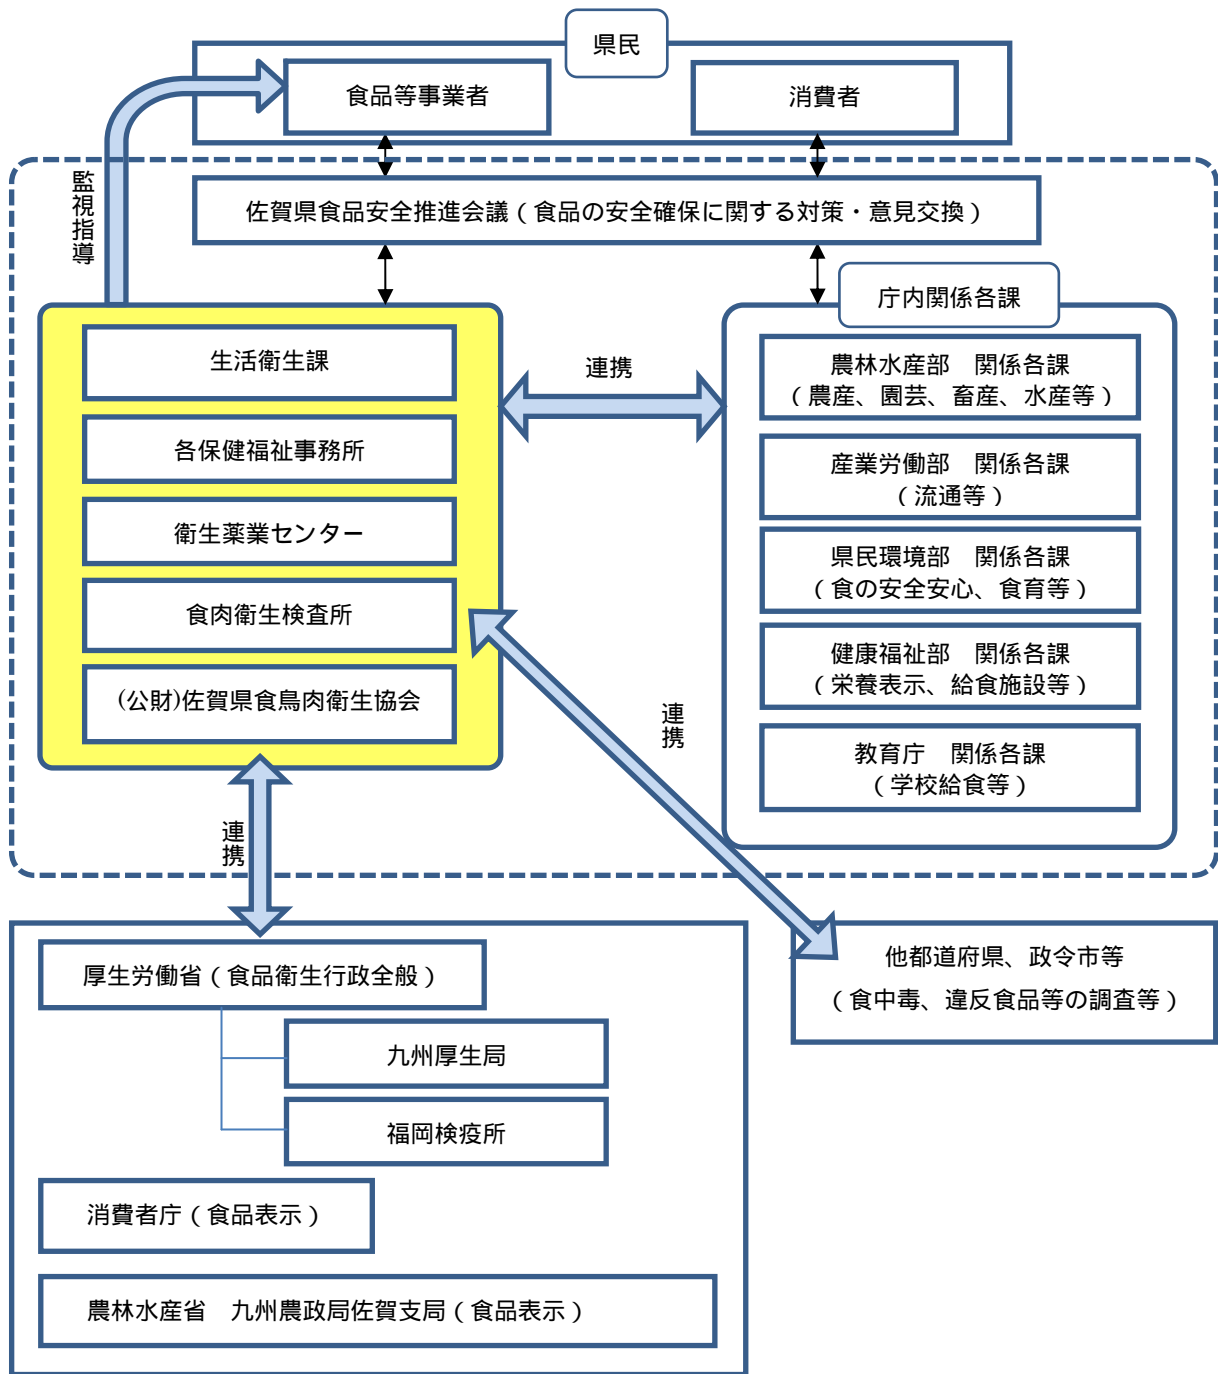 県民
食品等事業者
消費者
監視指導
佐賀県食品安全推進会議（食品の安全確保に関する対策・意見交換）
庁内関係各課
生活衛生課
各保健福祉事務所
衛生薬業センター
食肉衛生検査所
(公財)佐賀県食鳥肉衛生協会
連携
農林水産部　関係各課
（農産、園芸、畜産、水産等）
産業労働部　関係各課
（流通等）
県民環境部　関係各課
（食の安全安心、食育等）
健康福祉部　関係各課
（栄養表示、給食施設等）
教育庁　関係各課
（学校給食等）
連携
連携
厚生労働省（食品衛生行政全般）
九州厚生局
福岡検疫所
消費者庁（食品表示）
農林水産省　九州農政局佐賀支局（食品表示）
他都道府県、政令市等
（食中毒、違反食品等の調査等）